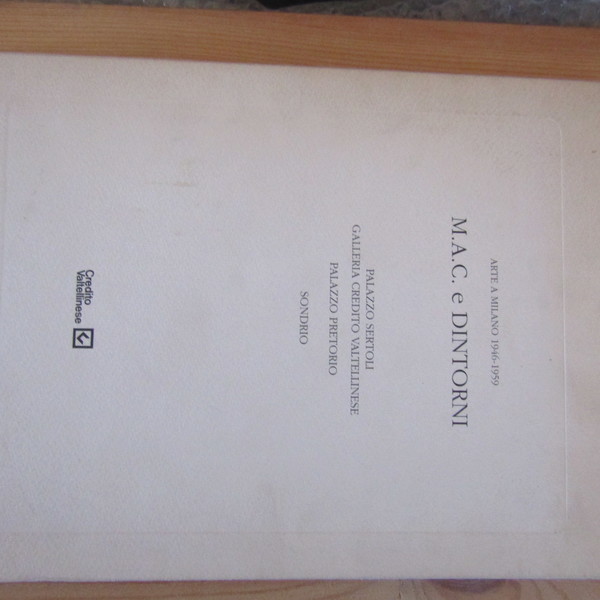 ARTE A MILANO 1946-1959
M.A.C. e DINTORNI
PALAZZO SERTOLI
GALLERIA CREDITO VALTELLINESE
PALAZZO PRETORIO
SONDRIO
Credito
Valtellinese